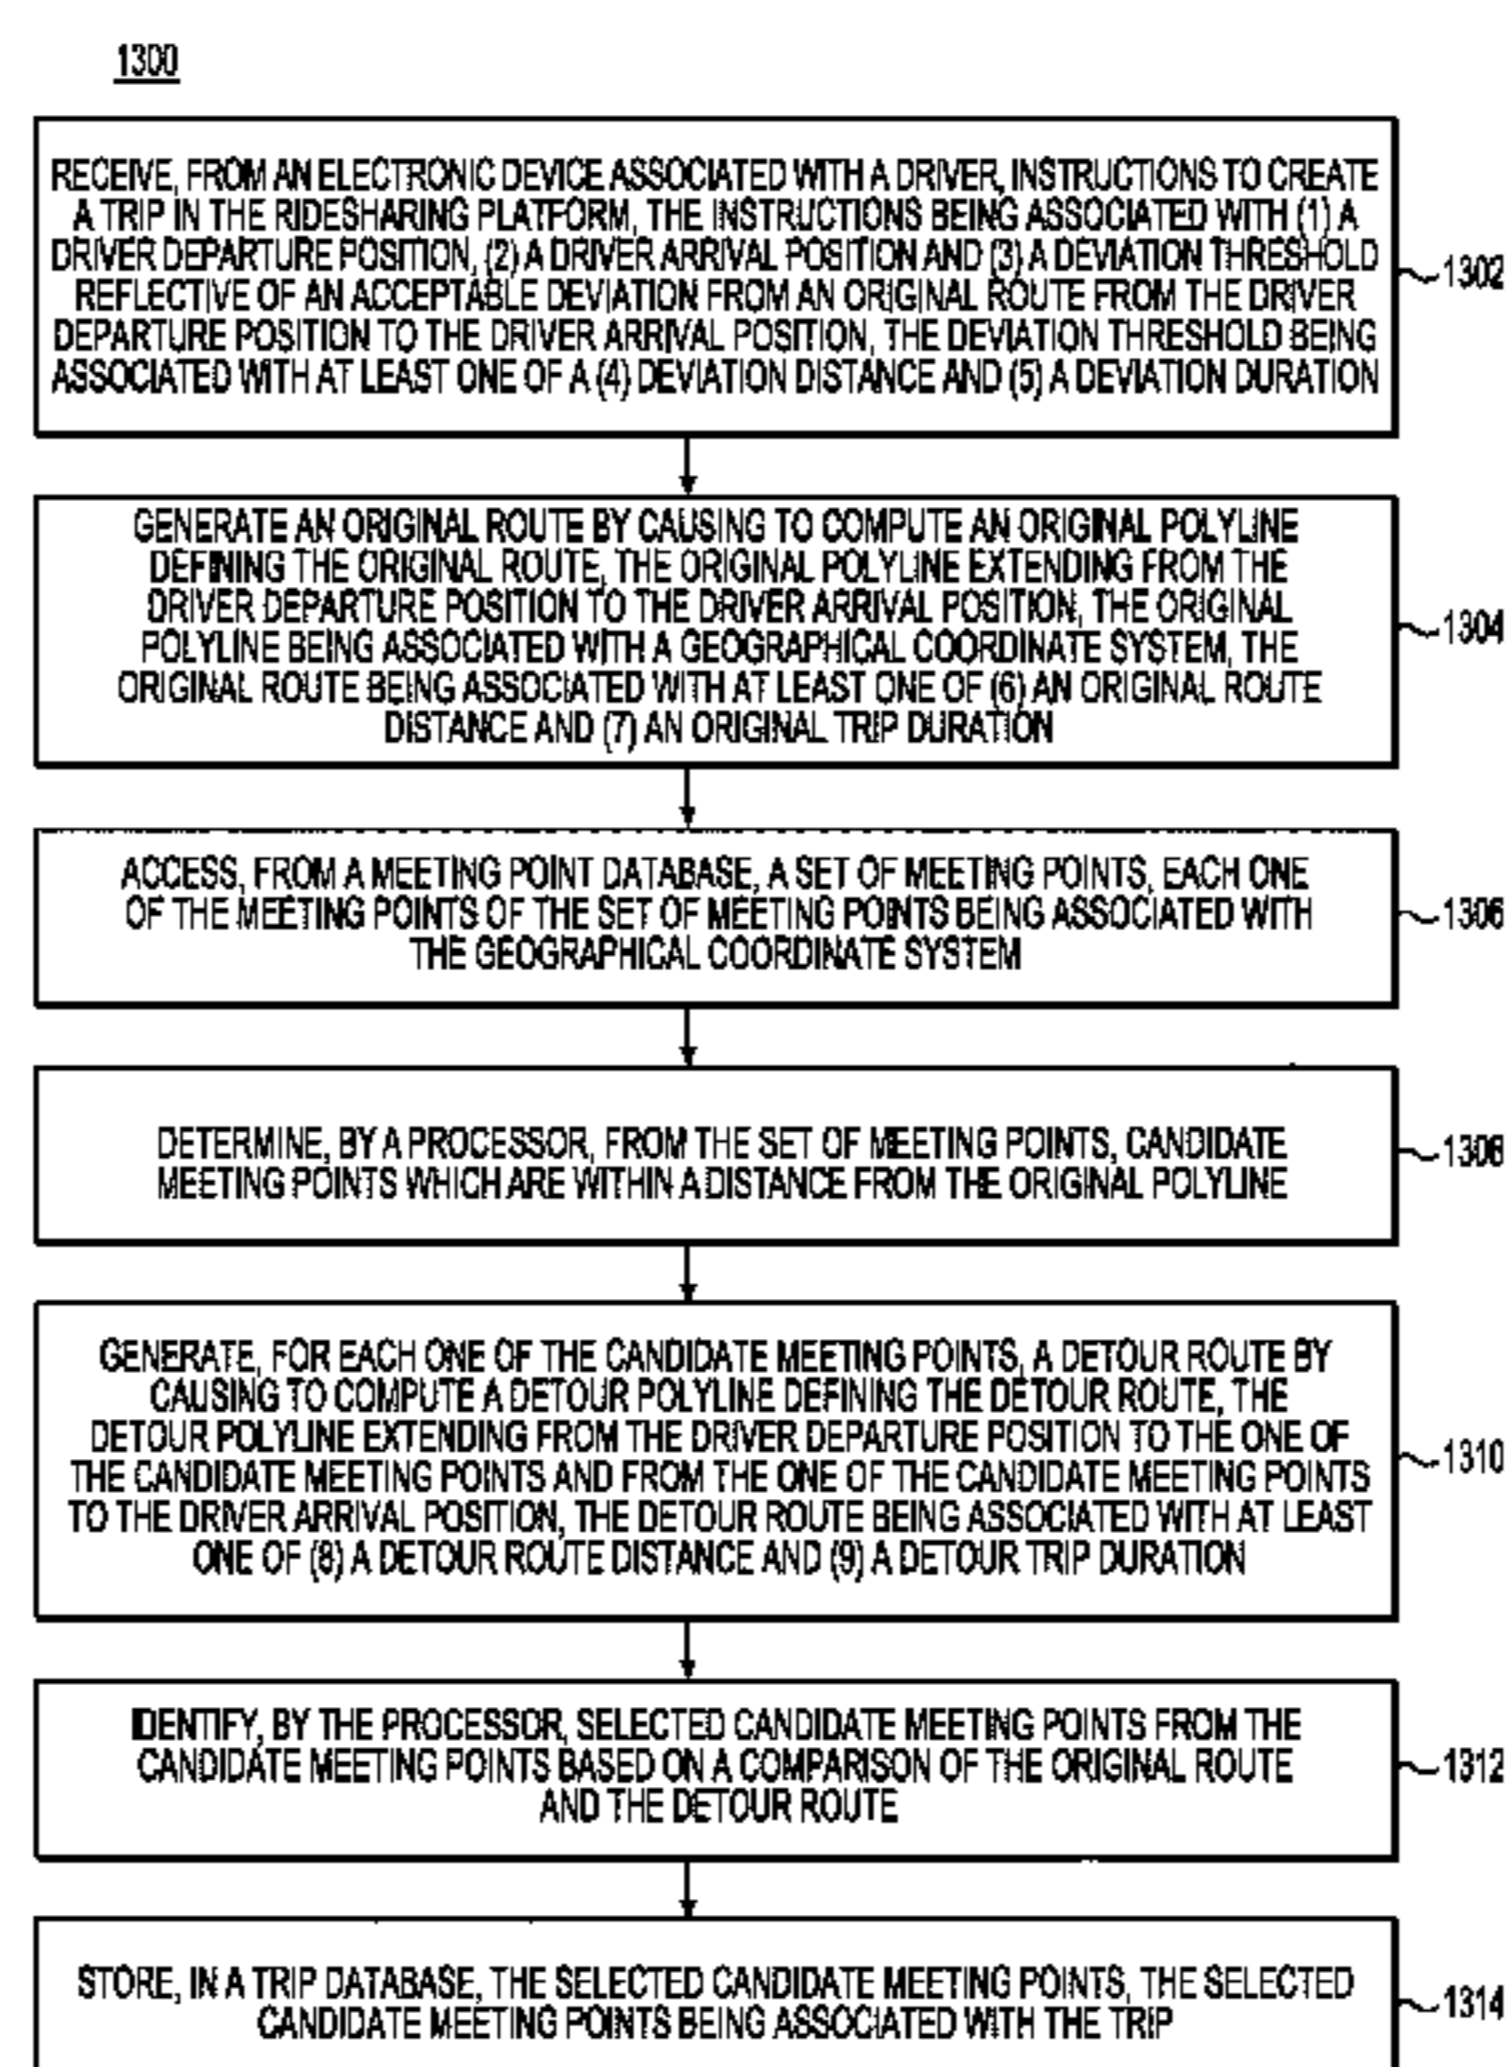 1300
RECEIVE, FROM AN ELECTRONIC DEVICE ASSOCIATED WITH A DRIVER, INSTRUCTIONS TO CREATE
A TRIP IN THE RIDESHARING PLATFORM, THE INSTRUCTIONS BEING ASSOCIATED WITH (1) A
DRIVER DEPARTURE POSITION, (2) A DRIVER ARRIVAL POSITION AND (3) A DEVIATION THRESHOLD
REFLECTIVE OF AN ACCEPTABLE DEVIATION FROM AN ORIGINAL ROUTE FROM THE DRIVER
DEPARTURE POSITION TO THE DRIVER ARRIVAL POSITION, THE DEVIATION THRESHOLD BEING
ASSOCIATED WITH AT LEAST ONE OF A (4) DEVIATION DISTANCE AND (5) A DEVIATION DURATION
1302
GENERATE AN ORIGINAL ROUTE BY CAUSING TO COMPUTE AN ORIGINAL POLYLINE
DEFINING THE ORIGINAL ROUTE, THE ORIGINAL POLYLINE EXTENDING FROM THE
DRIVER DEPARTURE POSITION TO THE DRIVER ARRIVAL POSITION, THE ORIGINAL
POLYLINE BEING ASSOCIATED WITH A GEOGRAPHICAL COORDINATE SYSTEM, THE
ORIGINAL ROUTE BEING ASSOCIATED WITH AT LEAST ONE OF (6) AN ORIGINAL ROUTE
DISTANCE AND (7) AN ORIGINAL TRIP DURATION
1304
ACCESS, FROM A MEETING POINT DATABASE, A SET OF MEETING POINTS, EACH ONE
OF THE MEETING POINTS OF THE SET OF MEETING POINTS BEING ASSOCIATED WITH
THE GEOGRAPHICAL COORDINATE SYSTEM
1306
DETERMINE, BY A PROCESSOR, FROM THE SET OF MEETING POINTS, CANDIDATE
MEETING POINTS WHICH ARE WITHIN A DISTANCE FROM THE ORIGINAL POLYLINE
1308
GENERATE, FOR EACH ONE OF THE CANDIDATE MEETING POINTS, A DETOUR ROUTE BY
CAUSING TO COMPUTE A DETOUR POLYLINE DEFINING THE DETOUR ROUTE, THE
DETOUR POLYLINE EXTENDING FROM THE DRIVER DEPARTURE POSITION TO THE ONE OF
THE CANDIDATE MEETING POINTS AND FROM THE ONE OF THE CANDIDATE MEETING POINTS
TO THE DRIVER ARRIVAL POSITION, THE DETOUR ROUTE BEING ASSOCIATED WITH AT LEAST
ONE OF (8) A DETOUR ROUTE DISTANCE AND (9) A DETOUR TRIP DURATION
1310
IDENTIFY, BY THE PROCESSOR, SELECTED CANDIDATE MEETING POINTS FROM THE
CANDIDATE MEETING POINTS BASED ON A COMPARISON OF THE ORIGINAL ROUTE
AND THE DETOUR ROUTE
1312
STORE, IN A TRIP DATABASE, THE SELECTED CANDIDATE MEETING POINTS, THE SELECTED
CANDIDATE MEETING POINTS BEING ASSOCIATED WITH THE TRIP
1314